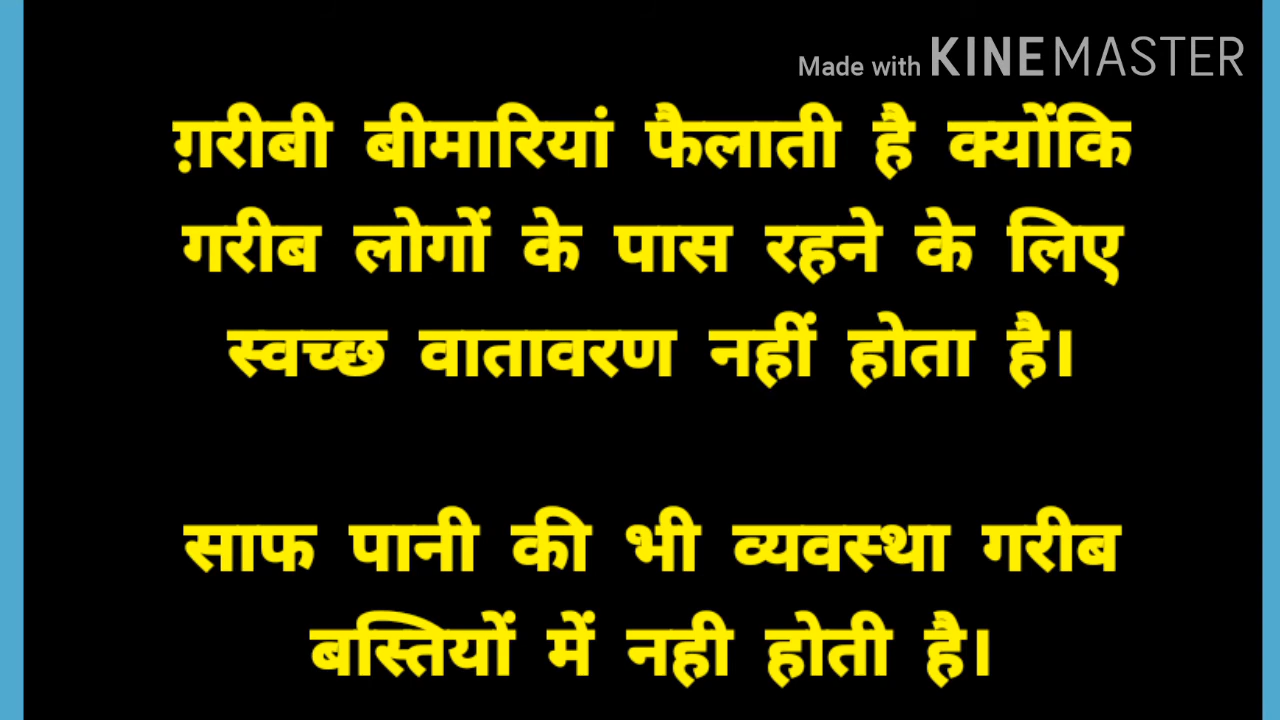 Made with KINEMASTER
ग़रीबी बीमारियां फैलाती है क्योंकि
गरीब लोगों के पास रहने के लिए
स्वच्छ वातावरण नहीं होता है।
साफ पानी की भी व्यवस्था गरीब
बस्तियों में नही होती है।